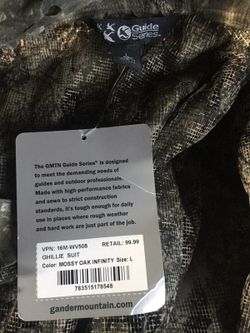 Guide
Series
L
The GMTN Guide Series® is designed
to meet the demanding needs of
guides and outdoor professionals.
Made with high-performance fabrics
and sewn to strict construction
standards. It's tough enough for daily
use in places where rough weather
and hard work are just part of the job.
VPN: 16M-WV508 RETAIL: 99.99
GHILLIE SUIT
Color: MOSSY OAK INFINITY Size: L
783515178548
gandermountain.com